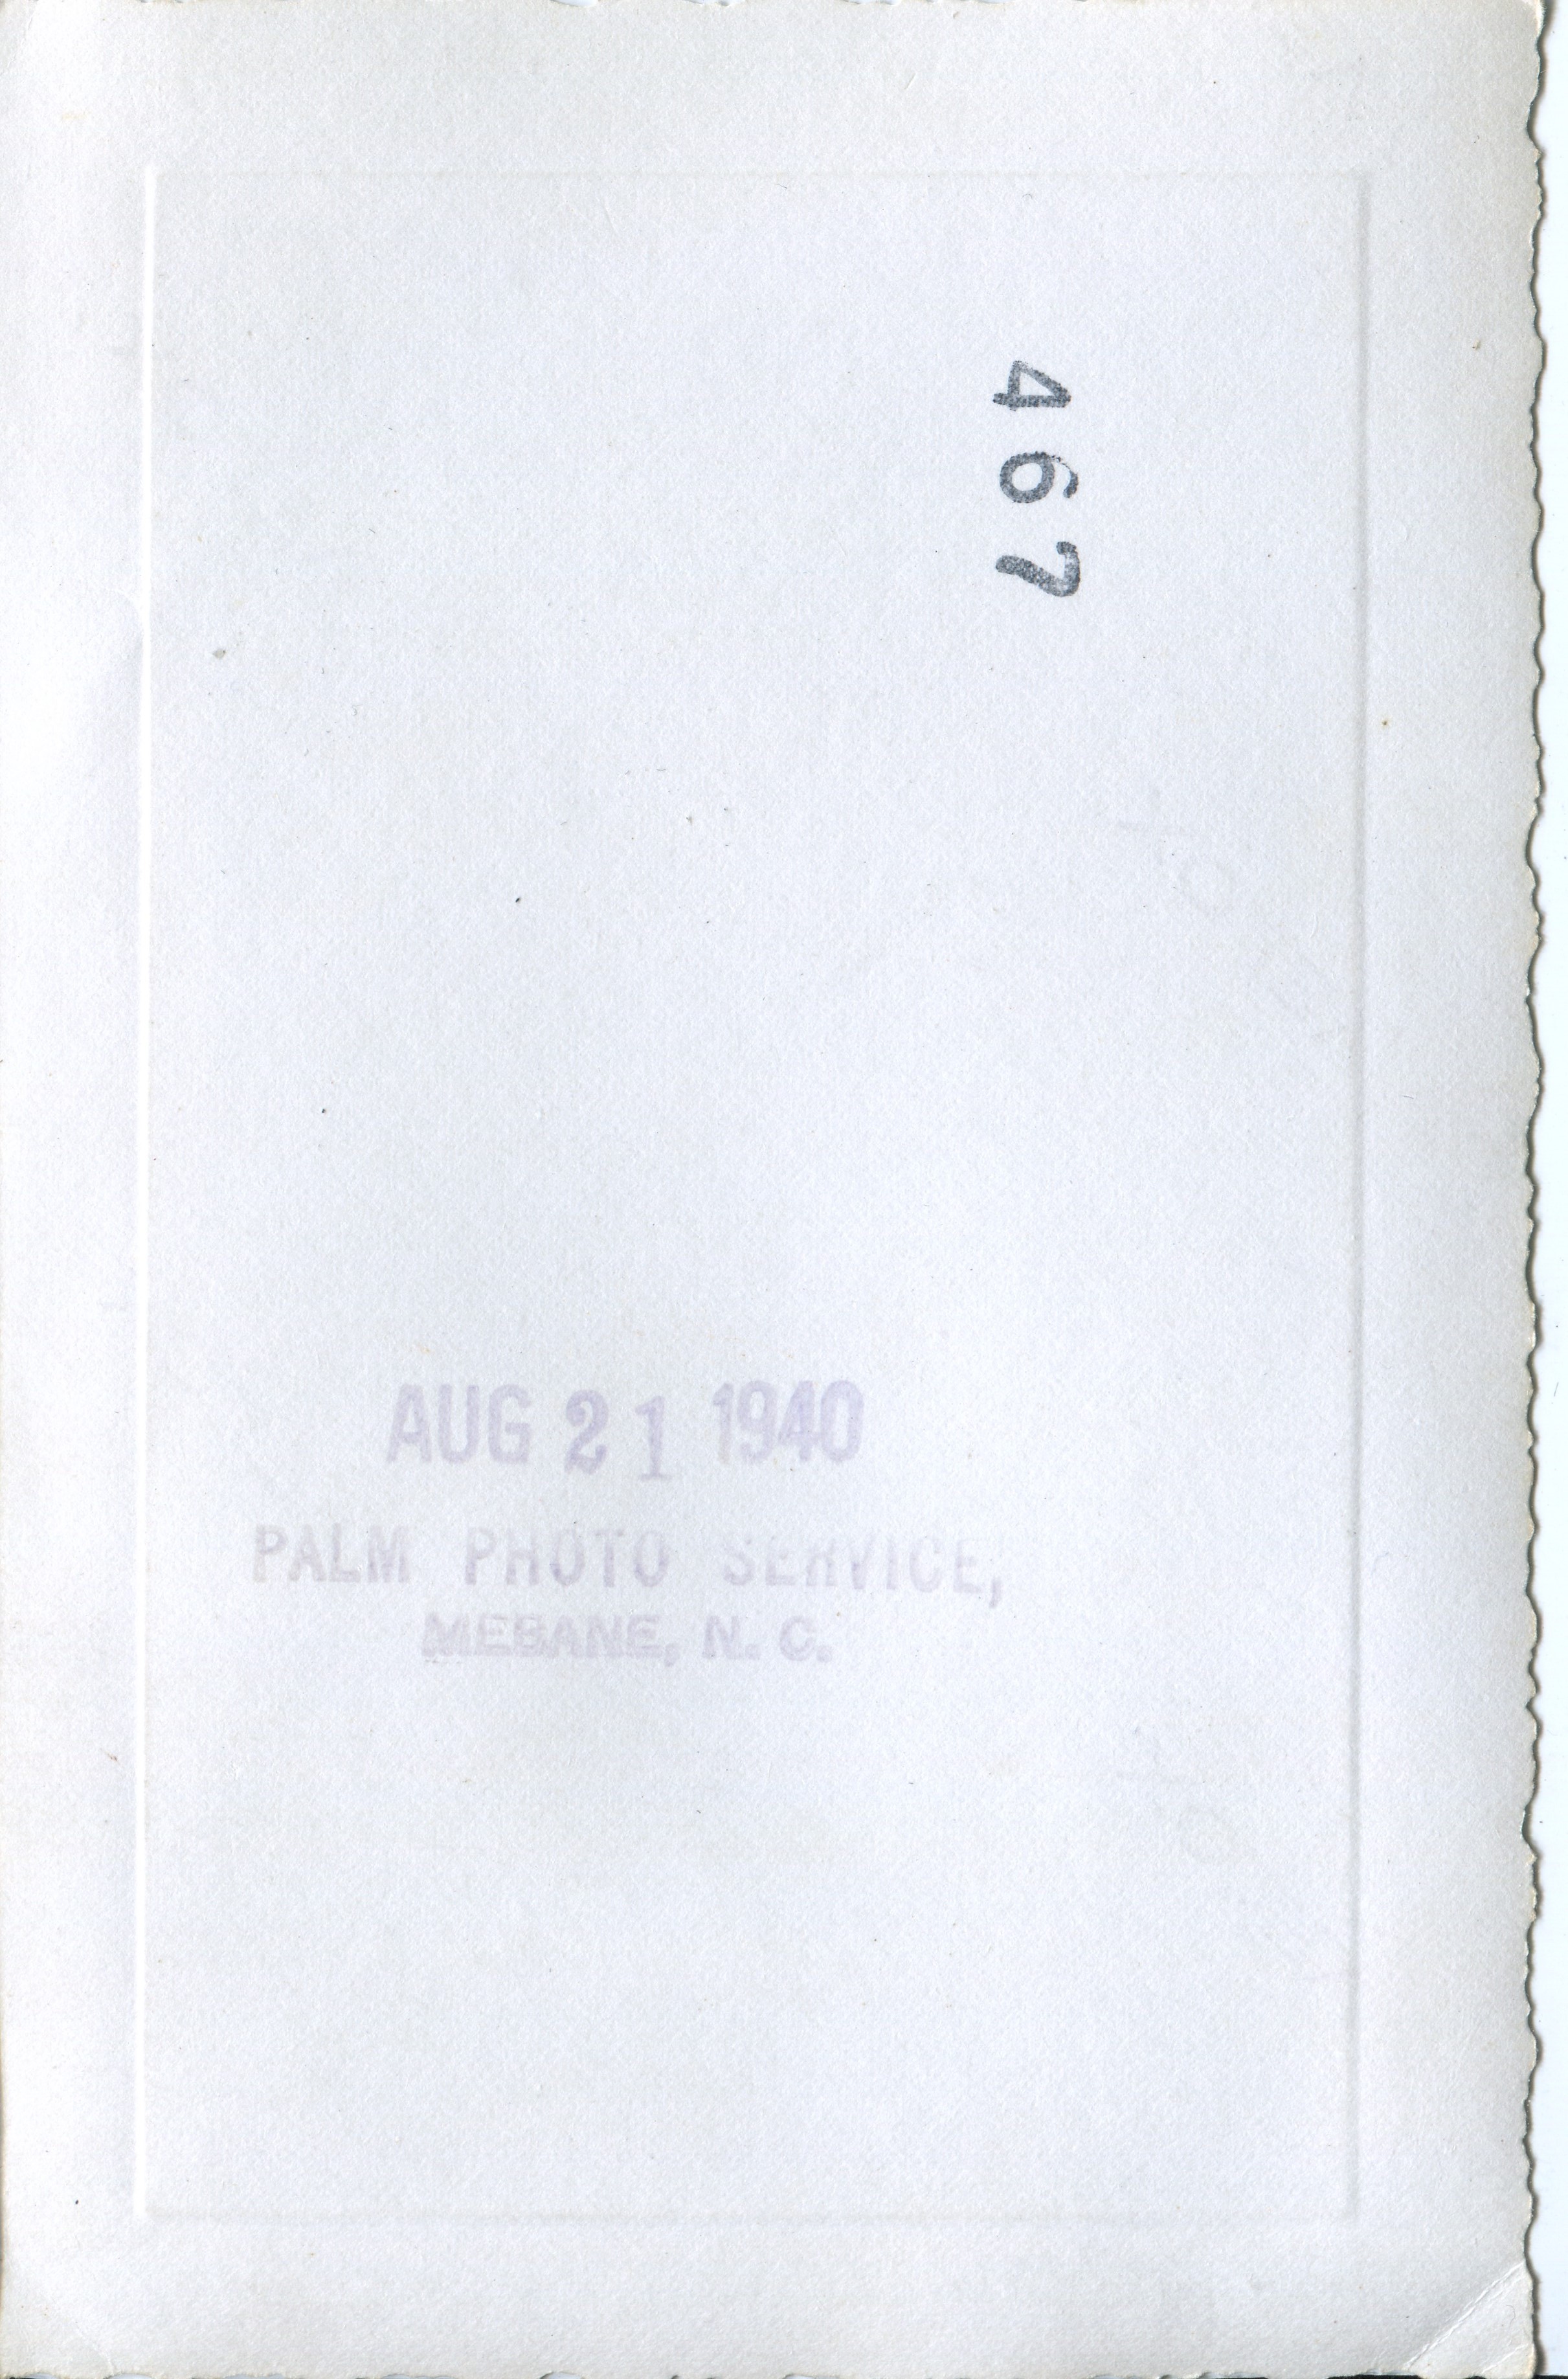 467
AUG 21 1940
PALM PHOTO SERVICE,
MEBANE, N. C.